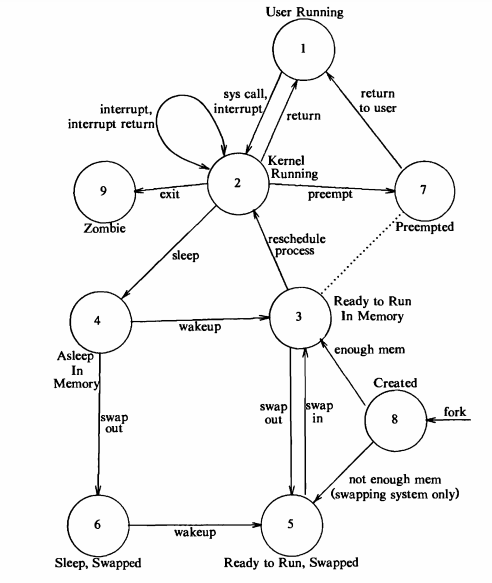 User Running
1
sys call,
interrupt
return
return
to user
interrupt,
interrupt return
Kernel
Running
2
9
exit
preempt
7
Zombie
Preempted
sleep
reschedule
process
4
wakeup
3
Ready to Run
In Memory
Asleep
In
Memory
enough mem
Created
8
fork
swap
out
swap
out
swap
in
not enough mem
(swapping system only)
6
wakeup
5
Sleep, Swapped
Ready to Run, Swapped